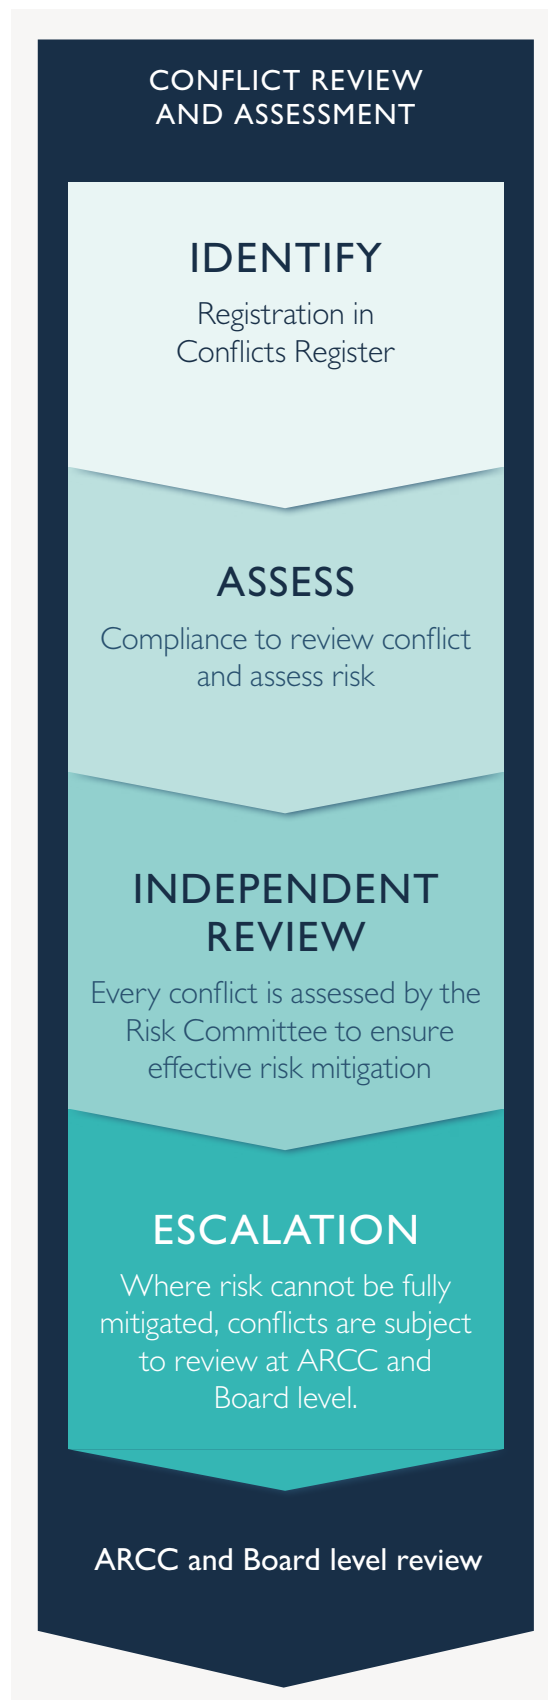 CONFLICT REVIEW
AND ASSESSMENT
IDENTIFY
Registration in
Conflicts Register
ASSESS
Compliance to review conflict
and assess risk
INDEPENDENT
REVIEW
Every conflict is assessed by the
Risk Committee to ensure
effective risk mitigation
ESCALATION
Where risk cannot be fully
mitigated, conflicts are subject
to review at ARCC and
Board level.
ARCC and Board level review